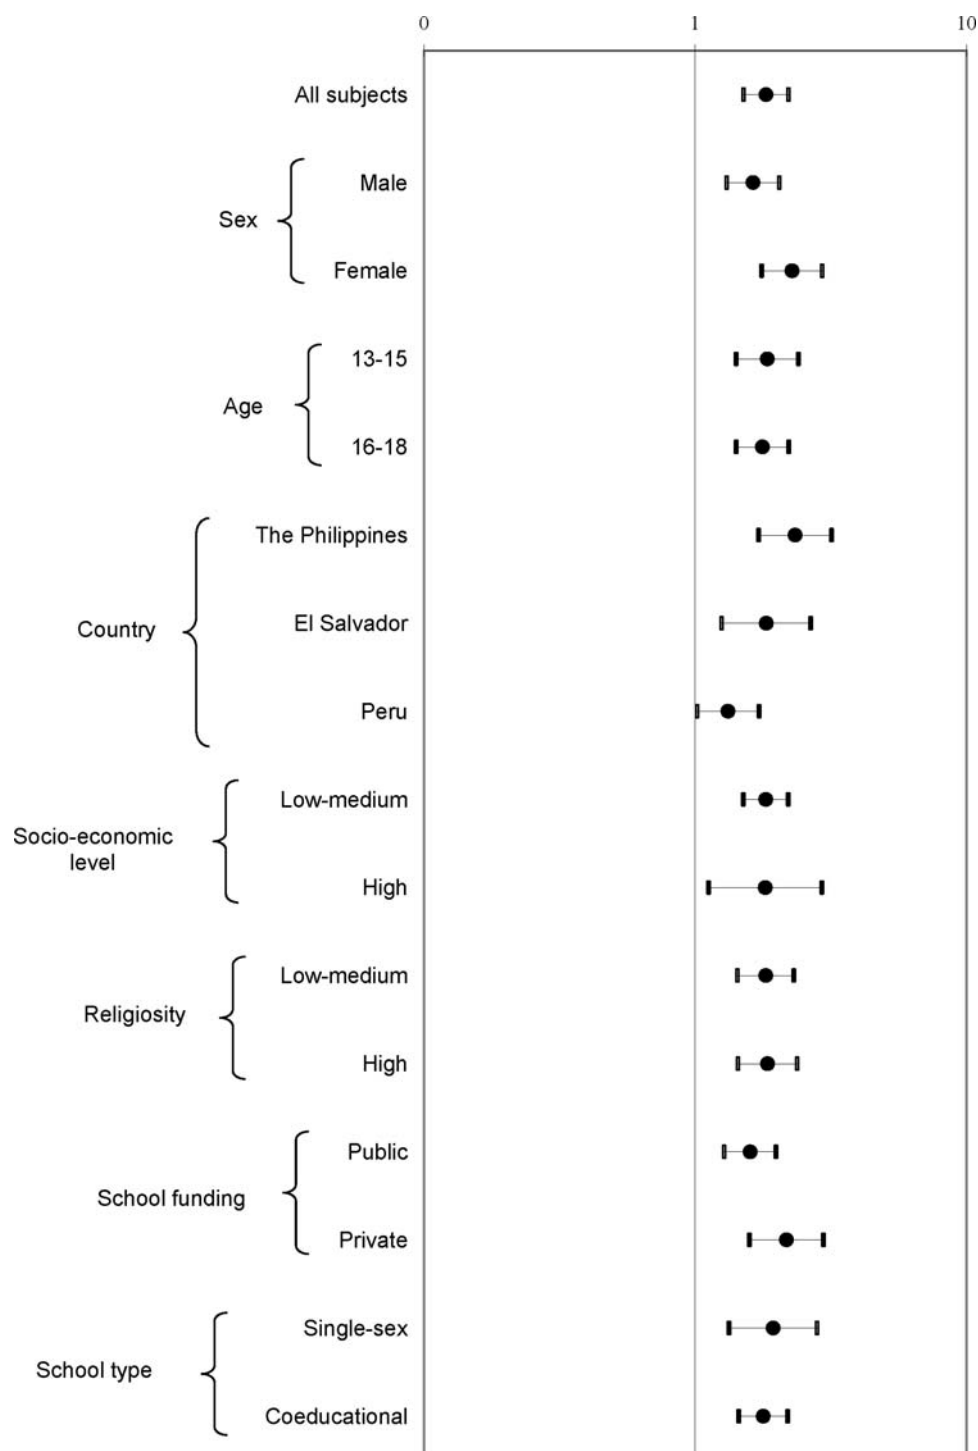 0 1 10
All subjects
Male
Sex
Female
13-15
Age
16-18
The Philippines
El Salvador
Country
Peru
Low-medium
Socio-economic
level
High
Low-medium
Religiosity
High
Public
School funding
Private
Single-sex
School type
Coeducational